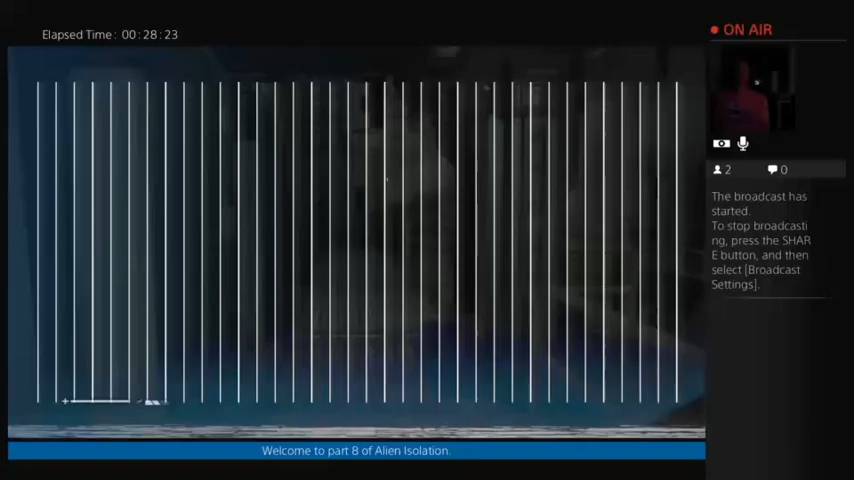 Elapsed Time: 00:28:23
ON AIR
2
0
The broadcast has
started.
To stop broadcasti
ng, press the SHAR
E button, and then
select [Broadcast
Settings].
Welcome to part 8 of Alien Isolation.